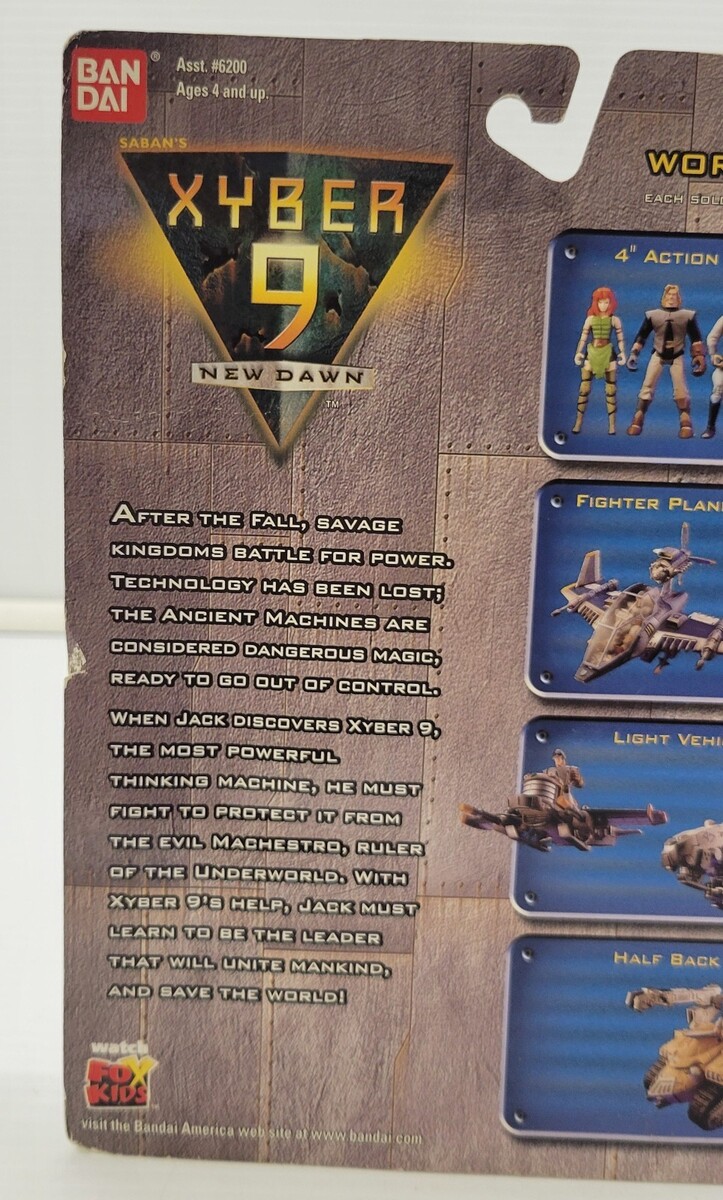 BAN
DAI
®
Asst. #6200
Ages 4 and up.
SABAN'S
XYBER
9
NEW DAWN
TM
AFTER THE FALL, SAVAGE
KINGDOMS BATTLE FOR POWER.
TECHNOLOGY HAS BEEN LOST;
THE ANCIENT MACHINES ARE
CONSIDERED DANGEROUS MAGIC,
READY TO GO OUT OF CONTROL.
WHEN JACK DISCOVERS XYBER 9,
THE MOST POWERFUL
THINKING MACHINE, HE MUST
FIGHT TO PROTECT IT FROM
THE EVIL MACHESTRO, RULER
OF THE UNDERWORLD. WITH
XYBER 9'S HELP, JACK MUST
LEARN TO BE THE LEADER
THAT WILL UNITE MANKIND,
AND SAVE THE WORLD!
watch
FOX
KIDS
visit the Bandai America web site at www.bandai.com
WOR
EACH SOL
4" ACTION
FIGHTER PLAN
LIGHT VEHI
HALF BACK